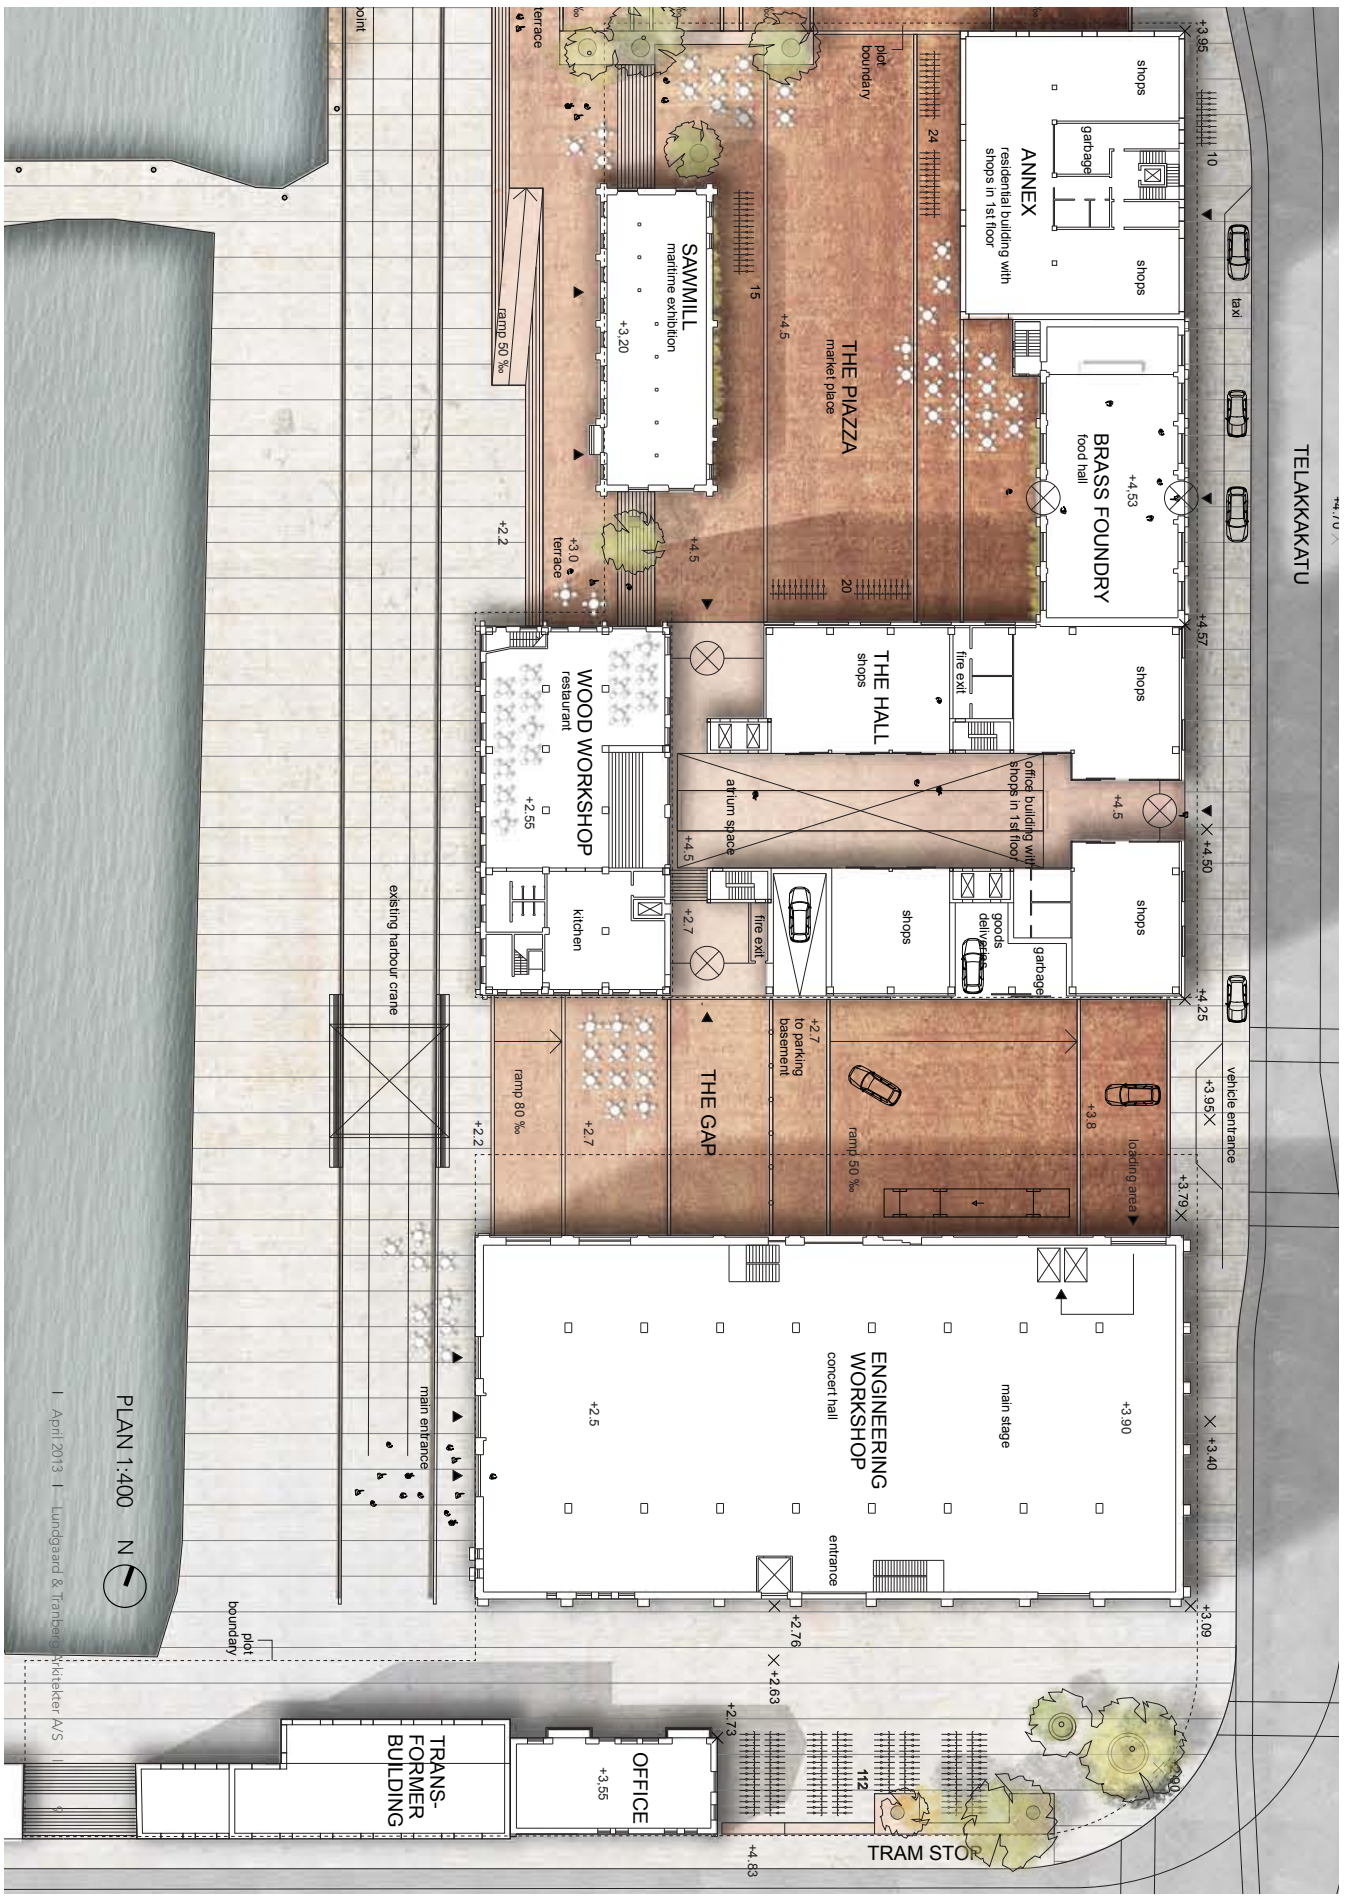 point
terrace
plot
boundary
+3.95
shops
10
24
garbage
ANNEX
residential building with
shops in 1st floor
shops
taxi
SAWMILL
maritime exhibition
+3,20
15
+4.5
THE PIAZZA
market place
ramp 50 ‰
BRASS FOUNDRY
food hall
+4,53
TELAKKAKATU
+2.2
+3.0
terrace
+4.5
20
+4.57
WOOD WORKSHOP
restaurant
+2.55
THE HALL
shops
fire exit
shops
atrium space
office building with
shops in 1st floor
+4.5
+4.50
+4.5
kitchen
+2.7
fire exit
shops
goods
deliveries
garbage
shops
+4.25
existing harbour crane
ramp 80 ‰
+2.2
+2.7
THE GAP
+2.7
to parking
basement
ramp 50 ‰
+3.8
loading area
vehicle entrance
+3.95
+3.79
main entrance
ENGINEERING
WORKSHOP
concert hall
main stage
+2.5
+3.90
+3.40
entrance
+3.09
+2.76
+2.63
+2.73
plot
boundary
PLAN 1:400 N
TRANS-
FORMER
BUILDING
OFFICE
+3,55
112
TRAM STOP
+4.83
| April 2013 | Lundgaard & Tranberg Arkitekter A/S | 9